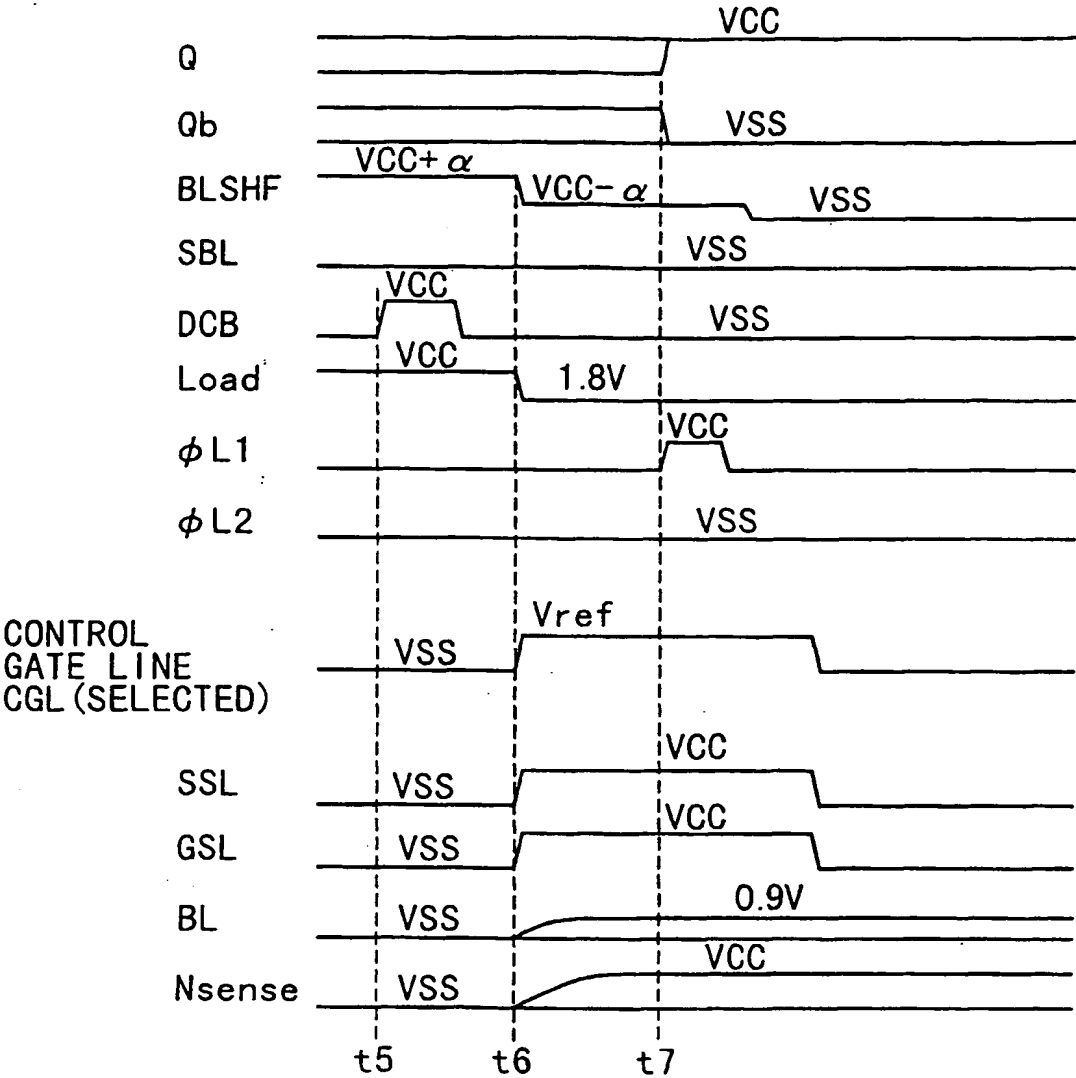 VCC
Q
Qb VSS
VCC+α
BLSHF VCC-α VSS
SBL VSS
VCC
DCB VSS
VCC
Load 1.8V
VCC
φL1
φL2 VSS
Vref
CONTROL
GATE LINE VSS
CGL(SELECTED)
VCC
SSL VSS
VCC
GSL VSS
0.9V
BL VSS
VCC
Nsense VSS
t5 t6 t7